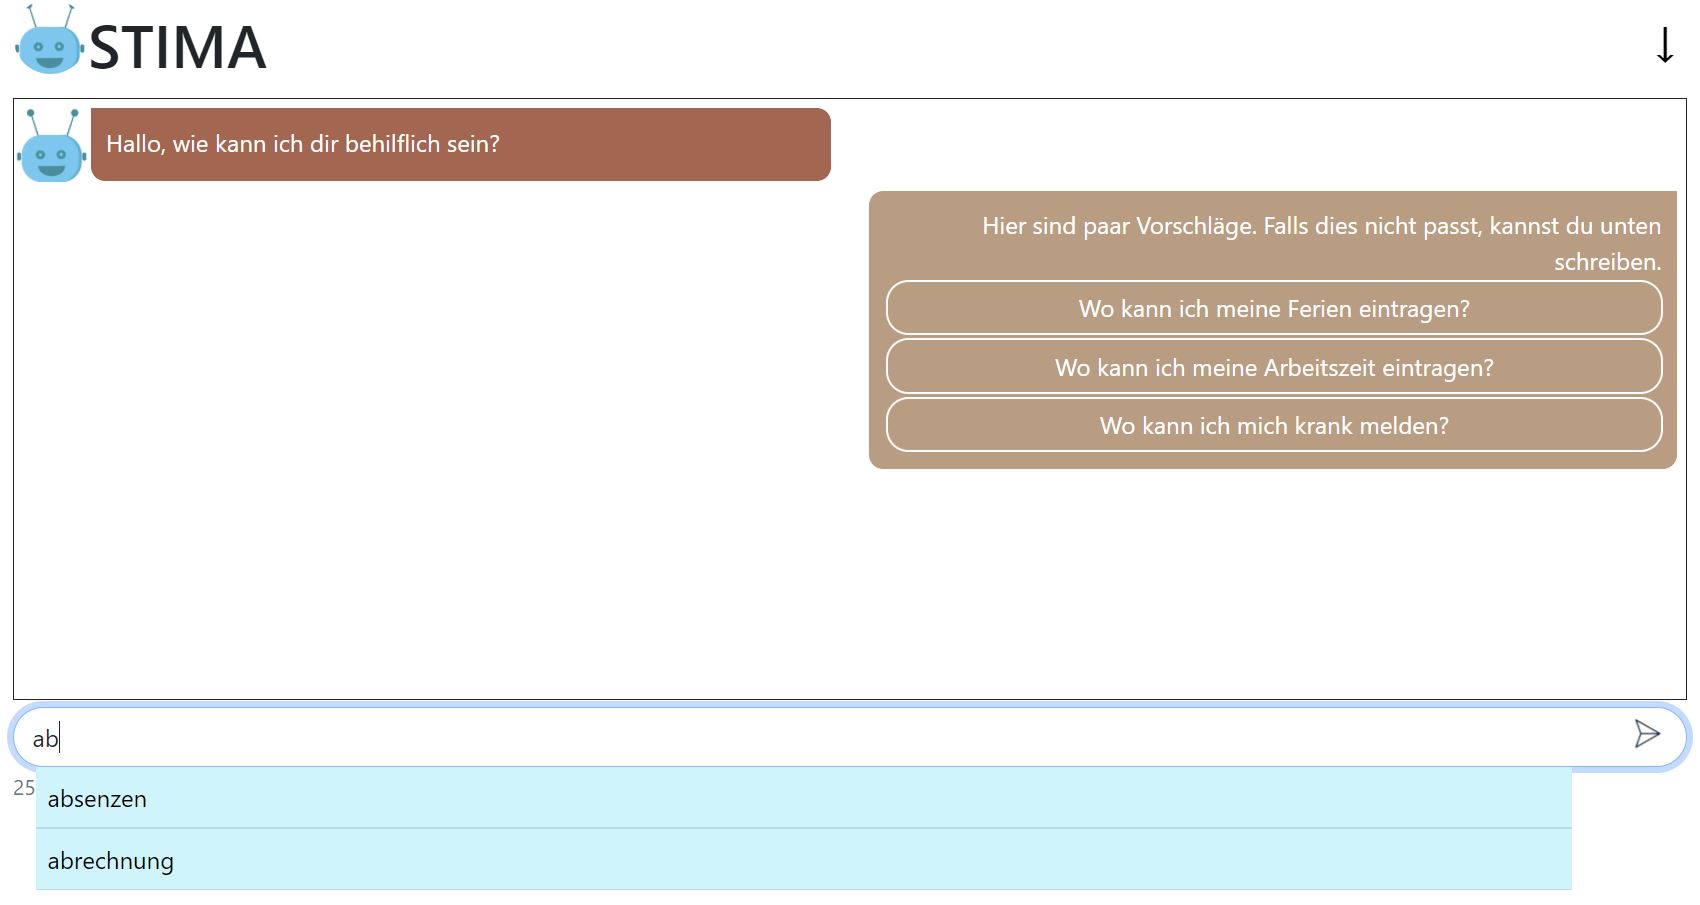 STIMA
Hallo, wie kann ich dir behilflich sein?
Hier sind paar Vorschläge. Falls dies nicht passt, kannst du unten
schreiben.
Wo kann ich meine Ferien eintragen?
Wo kann ich meine Arbeitszeit eintragen?
Wo kann ich mich krank melden?
ab
25
absenzen
abrechnung